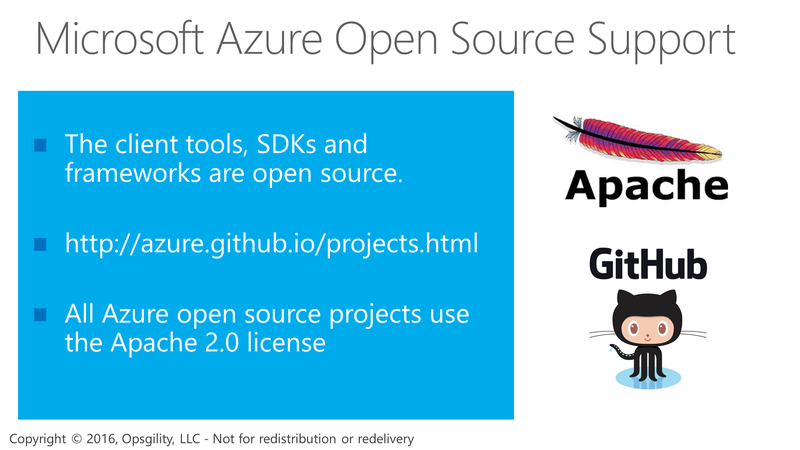 Microsoft Azure Open Source Support
The client tools, SDKs and
frameworks are open source.
http://azure.github.io/projects.html
All Azure open source projects use
the Apache 2.0 license
Apache
GitHub
Copyright © 2016, Opsgility, LLC - Not for redistribution or redelivery